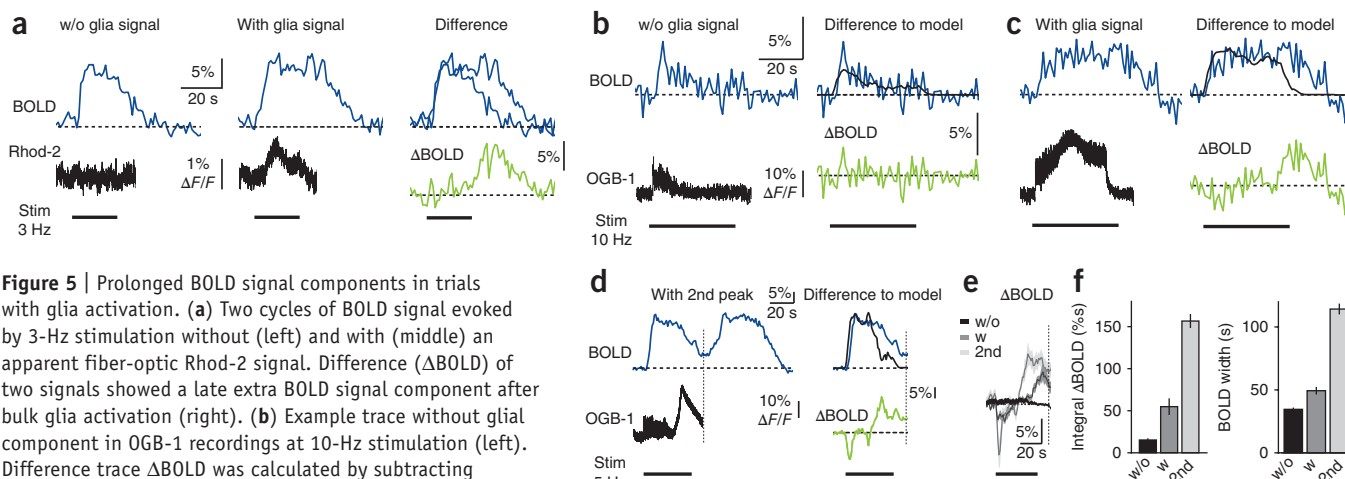 a
w/o glia signal
With glia signal
Difference
5%
20 s
BOLD
Rhod-2
1%
ΔF/F
ΔBOLD
5%
Stim
3 Hz
b
w/o glia signal
Difference to model
5%
20 s
BOLD
ΔBOLD
5%
OGB-1
10%
ΔF/F
Stim
10 Hz
c
With glia signal
Difference to model
ΔBOLD
Figure 5 | Prolonged BOLD signal components in trials
with glia activation. (a) Two cycles of BOLD signal evoked
by 3-Hz stimulation without (left) and with (middle) an
apparent fiber-optic Rhod-2 signal. Difference (ΔBOLD) of
two signals showed a late extra BOLD signal component after
bulk glia activation (right). (b) Example trace without glial
component in OGB-1 recordings at 10-Hz stimulation (left).
Difference trace ΔBOLD was calculated by subtracting
d
With 2nd peak
5%
20 s
Difference to model
BOLD
OGB-1
10%
ΔF/F
ΔBOLD
5%
Stim
e
ΔBOLD
w/o
w
2nd
5%
20 s
f
Integral ΔBOLD (%s)
150
100
50
0
w/o
w
2nd
BOLD width (s)
100
50
0
w/o
w
2nd